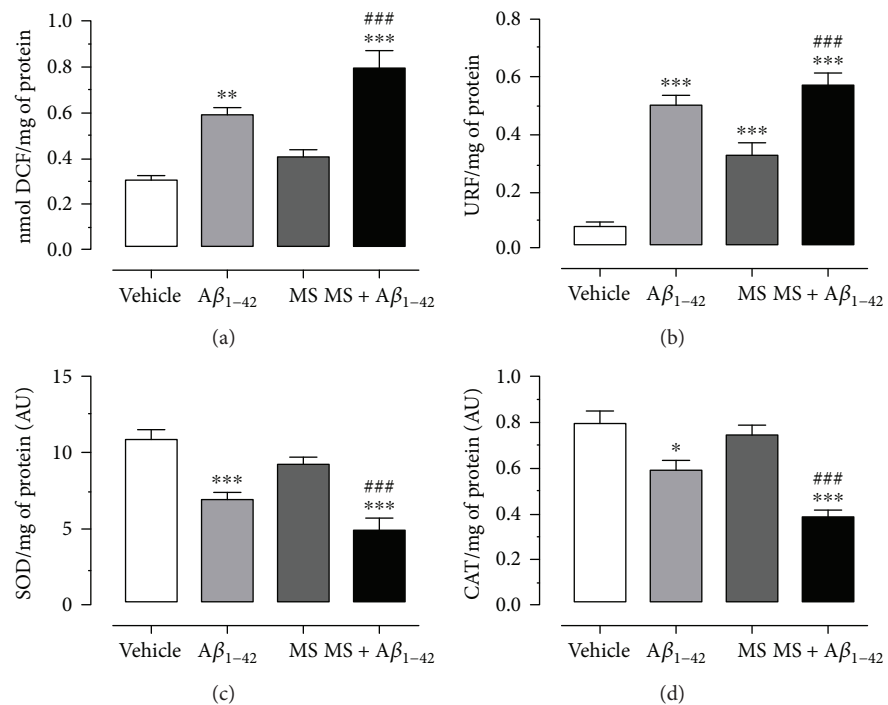 nmol DCF/mg of protein
1.0
0.8
0.6
0.4
0.2
0.0
**
###
***
Vehicle Aβ1–42 MS MS + Aβ1–42
(a)
URF/mg of protein
0.8
0.6
0.4
0.2
0.0
***
***
###
***
Vehicle Aβ1–42 MS MS + Aβ1–42
(b)
SOD/mg of protein (AU)
15
10
5
0
***
###
***
Vehicle Aβ1–42 MS MS + Aβ1–42
(c)
CAT/mg of protein (AU)
1.0
0.8
0.6
0.4
0.2
0.0
*
###
***
Vehicle Aβ1–42 MS MS + Aβ1–42
(d)